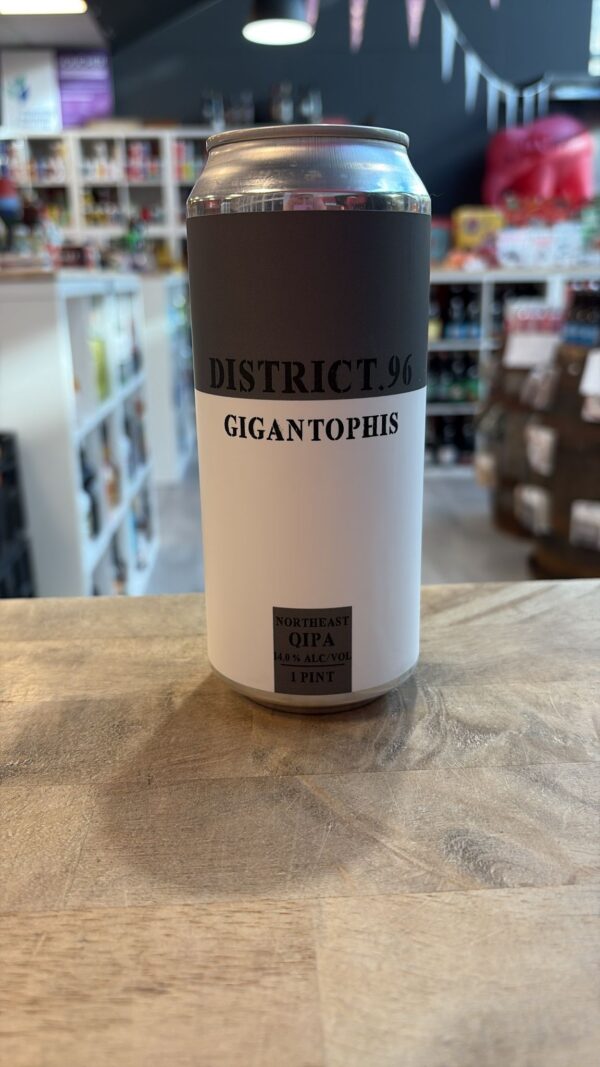 DISTRICT.96
GIGANTOPHIS
NORTHEAST
QIPA
14.0 % ALC/VOL
1 PINT